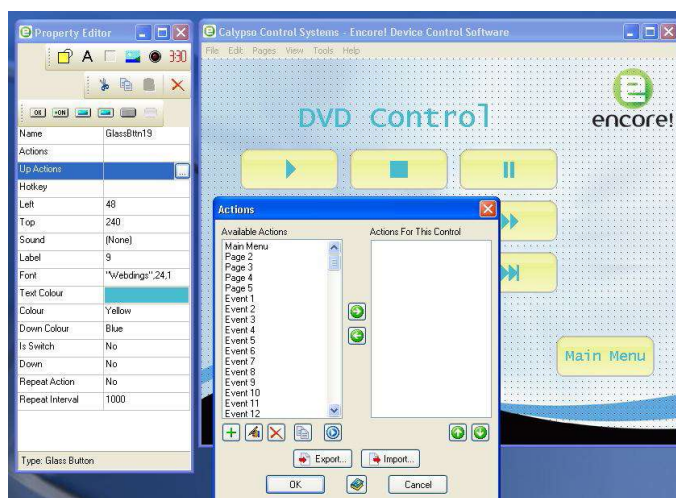 Property Editor
A
3:30
OK
+ON
Name GlassBttn19
Actions
Up Actions ...
Hotkey
Left 48
Top 240
Sound (None)
Label 9
Font "Webdings",24,1
Text Colour
Colour Yellow
Down Colour Blue
Is Switch No
Down No
Repeat Action No
Repeat Interval 1000
Type: Glass Button
Calypso Control Systems - Encore! Device Control Software
File Edit Pages View Tools Help
DVD Control
e
encore!
Main Menu
Actions
Available Actions
Actions For This Control
Main Menu
Page 2
Page 3
Page 4
Page 5
Event 1
Event 2
Event 3
Event 4
Event 5
Event 6
Event 7
Event 8
Event 9
Event 10
Event 11
Event 12
Export...
Import...
OK
Cancel